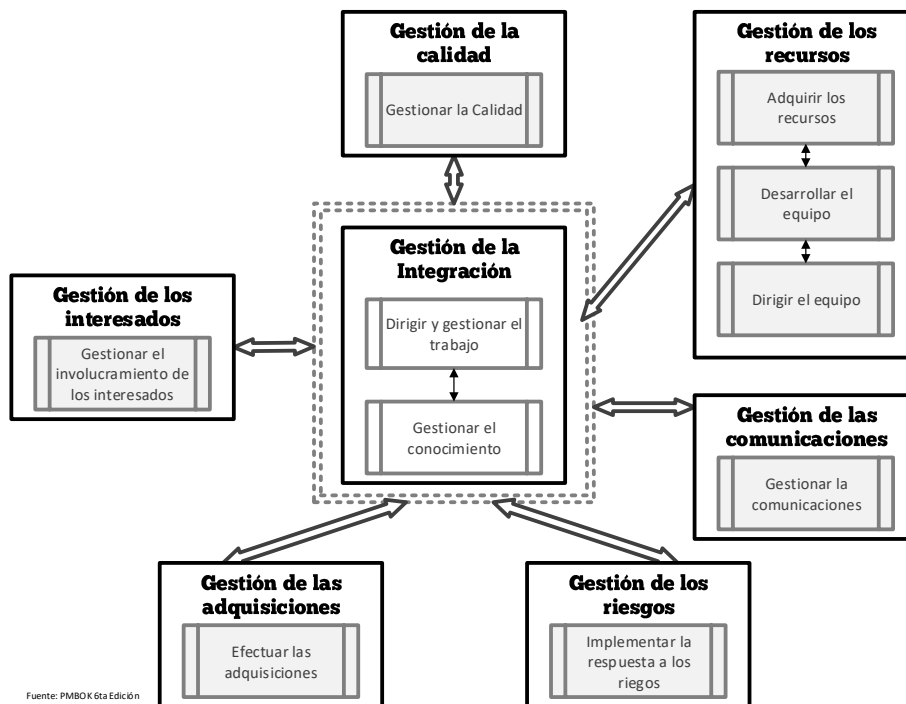 Gestión de la
calidad
Gestionar la Calidad
Gestión de los
recursos
Adquirir los
recursos
Desarrollar el
equipo
Dirigir el equipo
Gestión de la
Integración
Dirigir y gestionar el
trabajo
Gestionar el
conocimiento
Gestión de los
interesados
Gestionar el
involucramiento de
los interesados
Gestión de las
comunicaciones
Gestionar la
comunicaciones
Gestión de las
adquisiciones
Efectuar las
adquisiciones
Gestión de los
riesgos
Implementar la
respuesta a los
riegos
Fuente: PMBOK 6ta Edición